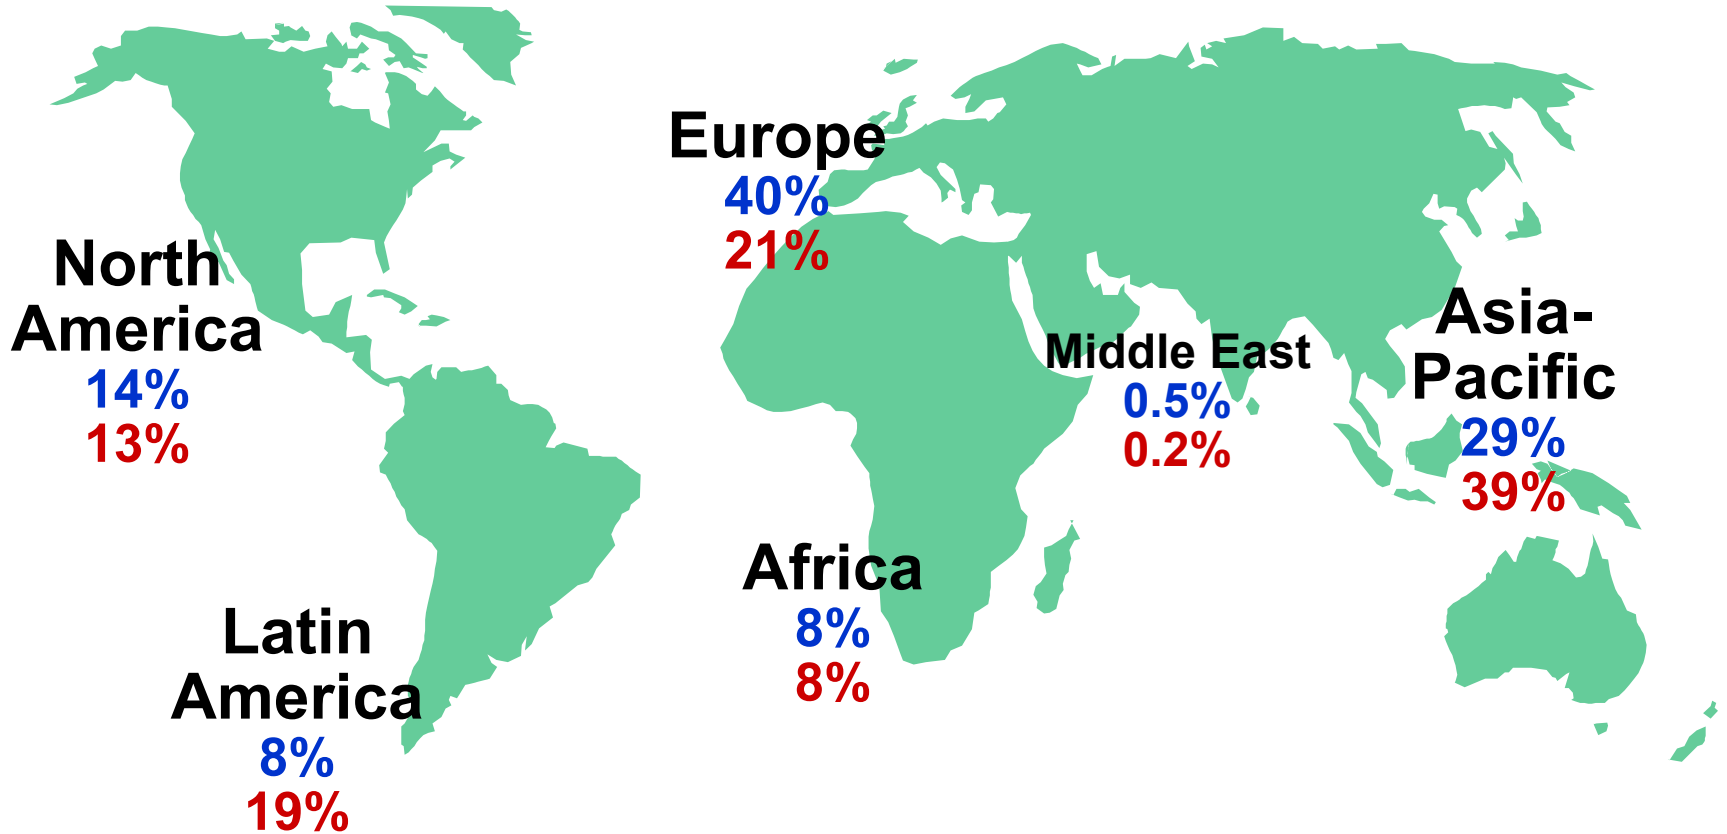 Europe
40%
21%
North
America
14%
13%
Asia-
Pacific
29%
39%
Middle East
0.5%
0.2%
Africa
8%
8%
Latin
America
8%
19%